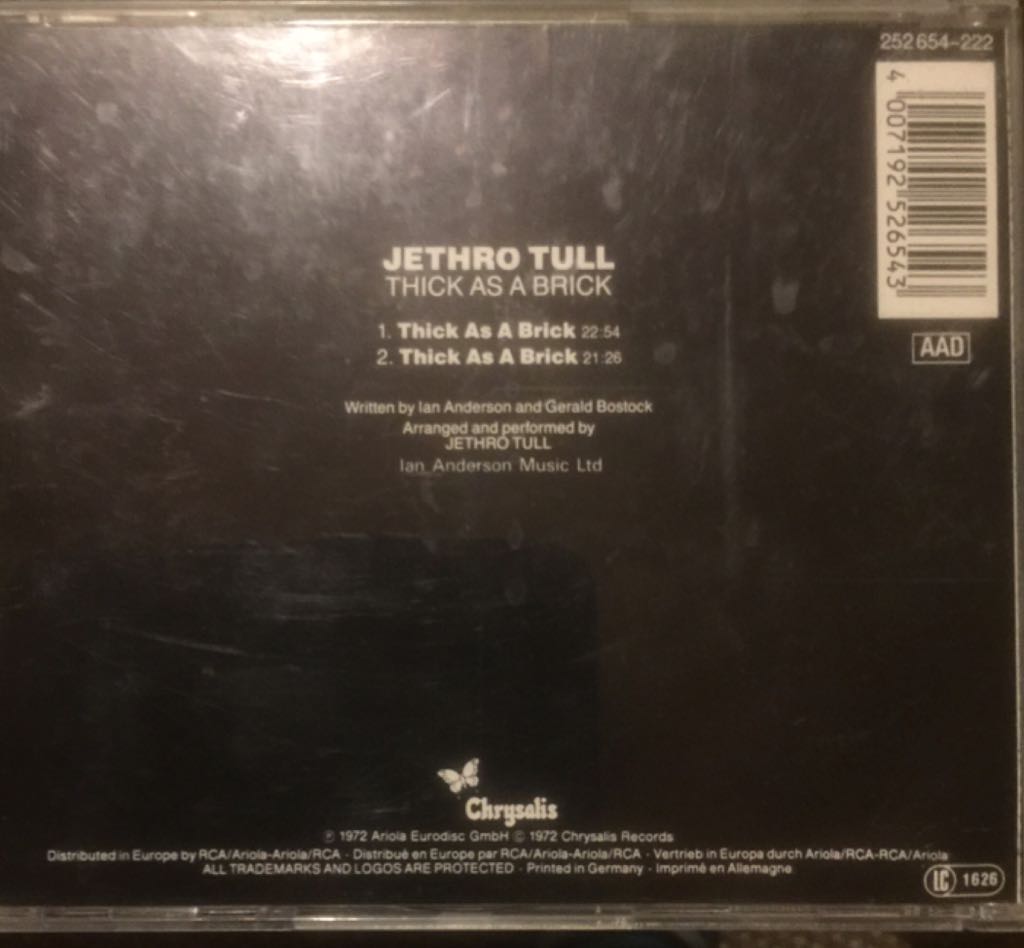 252 654-222
4 007192 526543
AAD
JETHRO TULL
THICK AS A BRICK
1. Thick As A Brick 22:54
2. Thick As A Brick 21:26
Written by Ian Anderson and Gerald Bostock
Arranged and performed by
JETHRO TULL
Ian Anderson Music Ltd
Chrysalis
℗ 1972 Ariola Eurodisc GmbH © 1972 Chrysalis Records
Distributed in Europe by RCA/Ariola-Ariola/RCA · Distribué en Europe par RCA/Ariola-Ariola/RCA · Vertrieb in Europa durch Ariola/RCA-RCA/Ariola
ALL TRADEMARKS AND LOGOS ARE PROTECTED · Printed in Germany · Imprimé en Allemagne
LC 1626